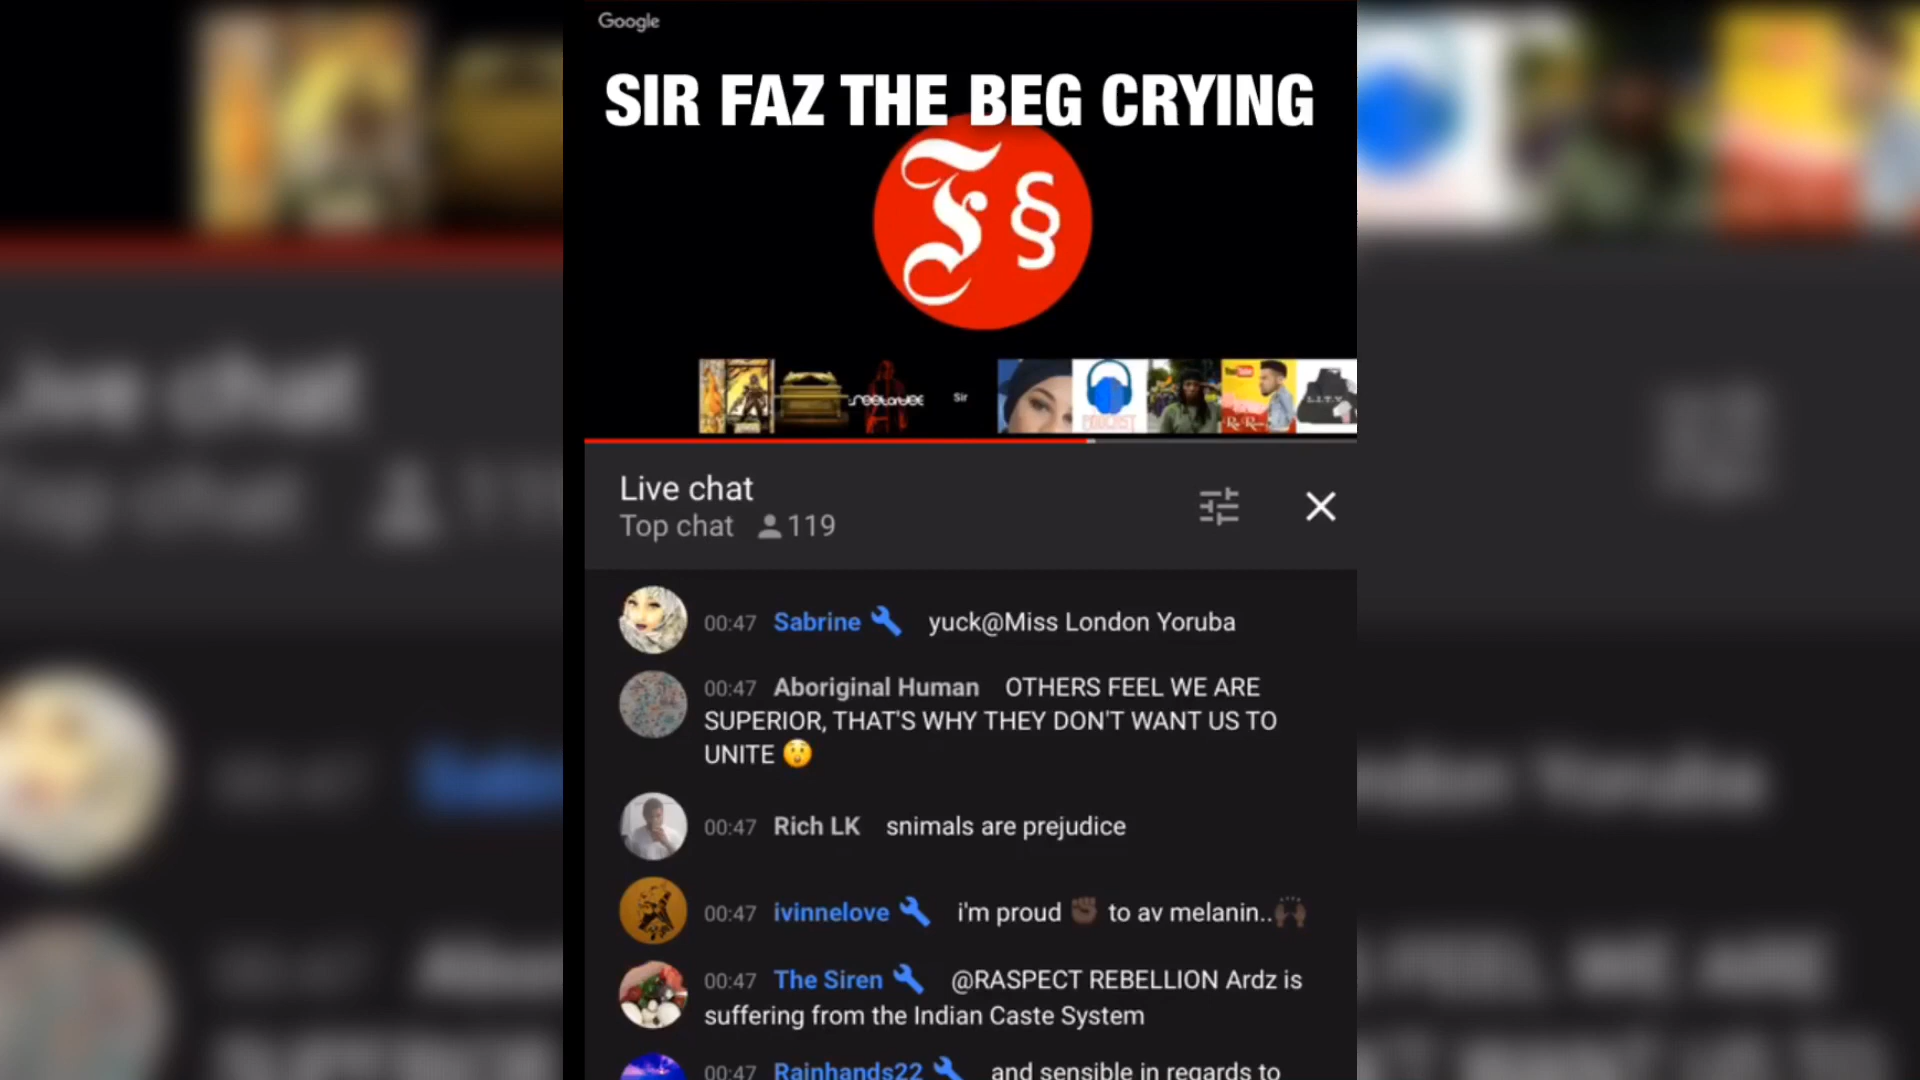 Google
SIR FAZ THE BEG CRYING
F §
Sir
YouTube
PODCAST
L.I.T.Y
Live chat
Top chat 119
00:47 Sabrine yuck@Miss London Yoruba
00:47 Aboriginal Human OTHERS FEEL WE ARE
SUPERIOR, THAT'S WHY THEY DON'T WANT US TO
UNITE 😲
00:47 Rich LK snimals are prejudice
00:47 ivinnelove i'm proud ✊🏿 to av melanin..🙌🏿
00:47 The Siren @RASPECT REBELLION Ardz is
suffering from the Indian Caste System
00:47 Rainhands22 and sensible in regards to